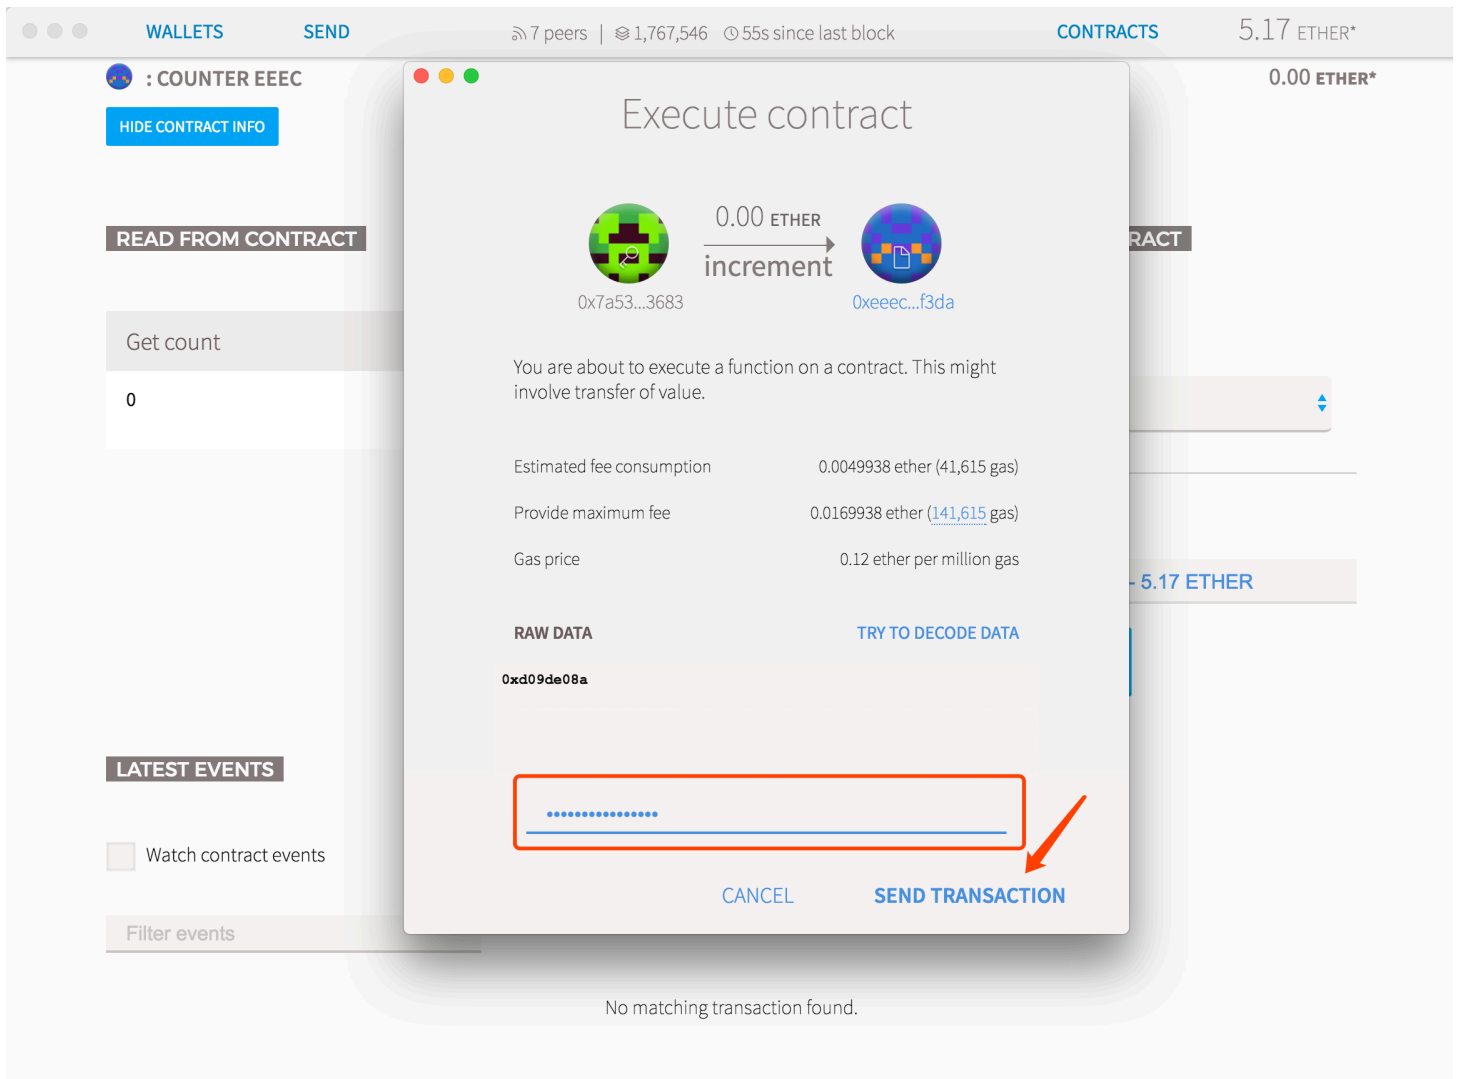 WALLETS SEND 7 peers | 1,767,546 55s since last block CONTRACTS 5.17 ETHER*
: COUNTER EEEC 0.00 ETHER*
HIDE CONTRACT INFO
READ FROM CONTRACT
Get count
0
Execute contract
0.00 ETHER
increment
0x7a53...3683 0xeeec...f3da
You are about to execute a function on a contract. This might
involve transfer of value.
Estimated fee consumption 0.0049938 ether (41,615 gas)
Provide maximum fee 0.0169938 ether (141,615 gas)
Gas price 0.12 ether per million gas
RAW DATA TRY TO DECODE DATA
0xd09de08a
••••••••••••••••
CANCEL SEND TRANSACTION
RACT
- 5.17 ETHER
LATEST EVENTS
Watch contract events
Filter events
No matching transaction found.